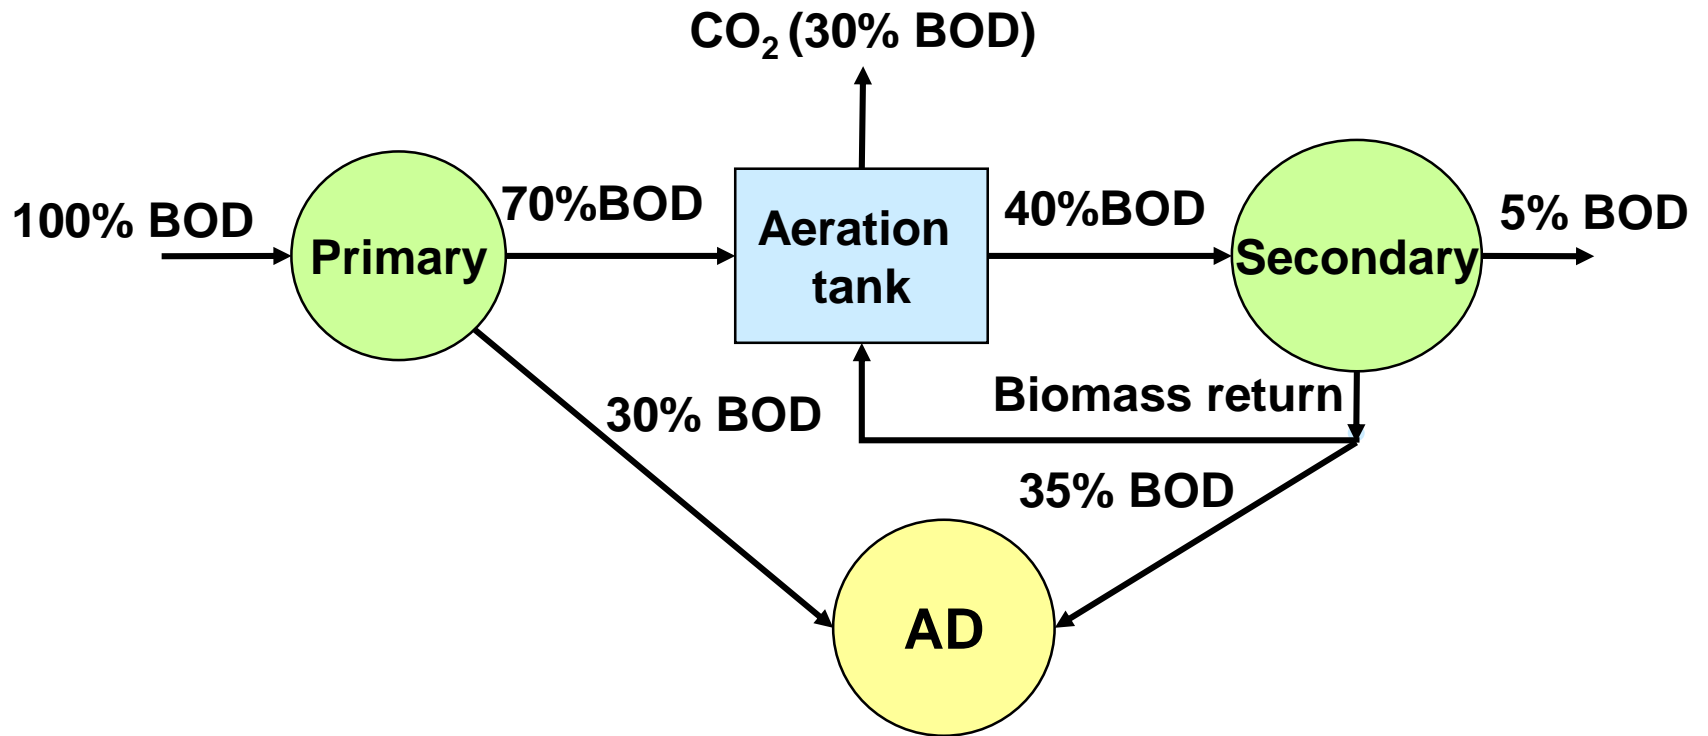 CO₂ (30% BOD)
100% BOD
Primary
70%BOD
Aeration
tank
40%BOD
Secondary
5% BOD
30% BOD
Biomass return
35% BOD
AD